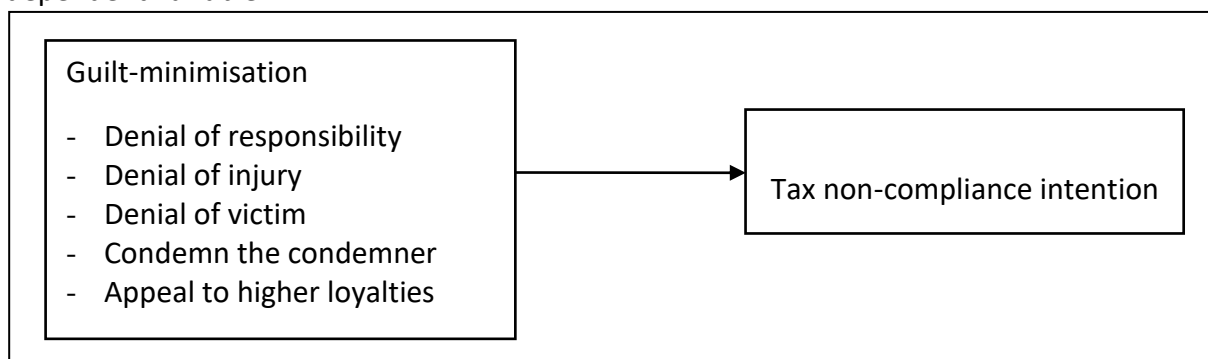 Guilt-minimisation
- Denial of responsibility
- Denial of injury
- Denial of victim
- Condemn the condemner
- Appeal to higher loyalties
Tax non-compliance intention